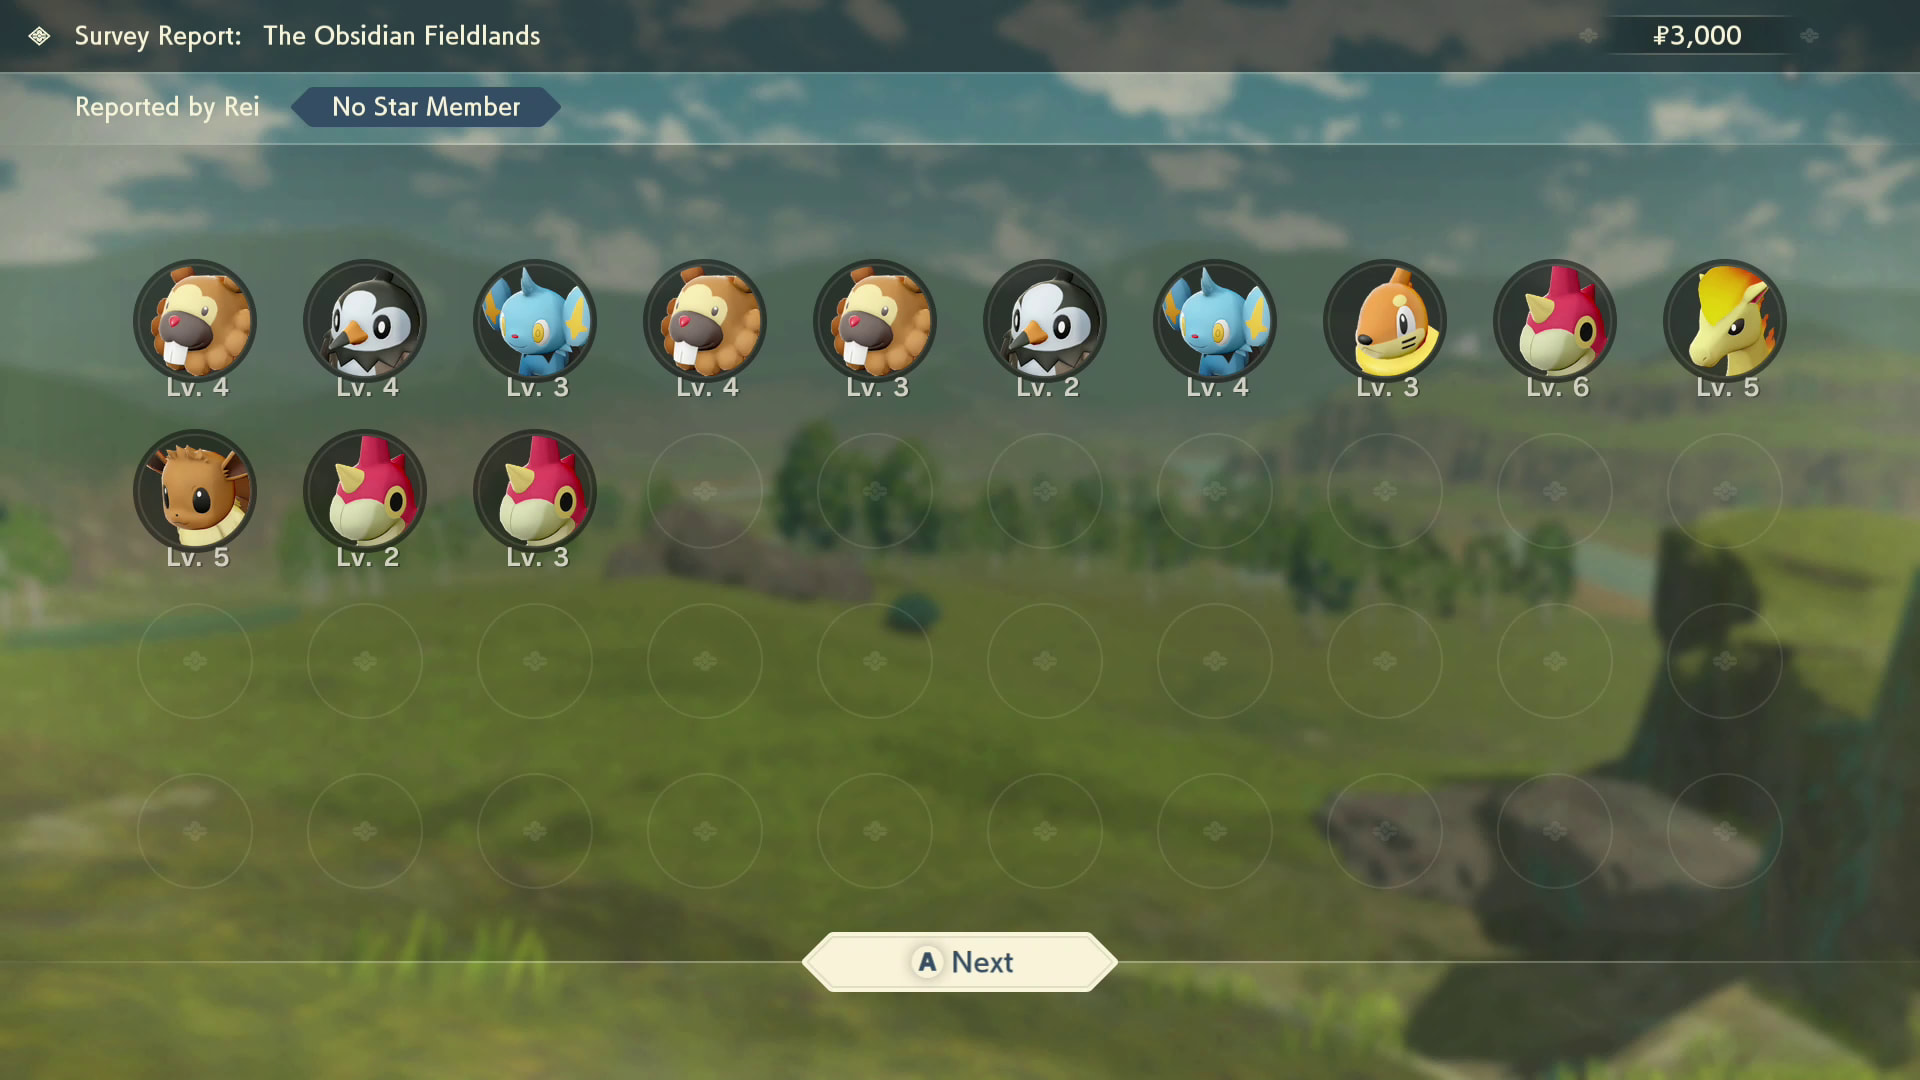 Survey Report: The Obsidian Fieldlands
₽3,000
Reported by Rei
No Star Member
Lv. 4 Lv. 4 Lv. 3 Lv. 4 Lv. 3 Lv. 2 Lv. 4 Lv. 3 Lv. 6 Lv. 5
Lv. 5 Lv. 2 Lv. 3
A Next